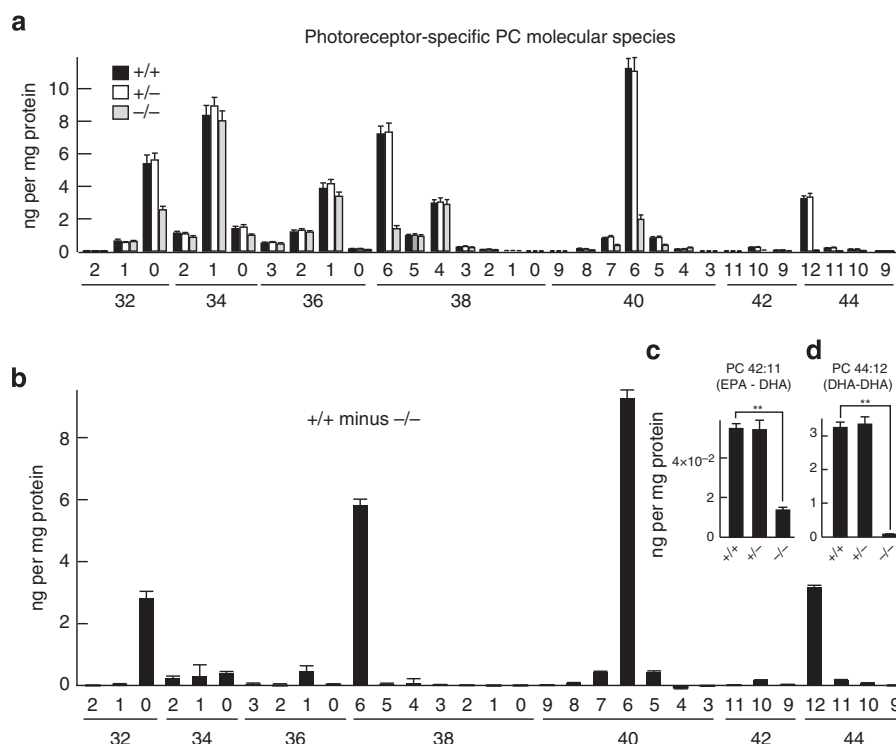 a
Photoreceptor-specific PC molecular species
+/+
+/–
–/–
ng per mg protein
10
8
6
4
2
0
2 1 0 2 1 0 3 2 1 0 6 5 4 3 2 1 0 9 8 7 6 5 4 3 11 10 9 12 11 10 9
32 34 36 38 40 42 44
b
+/+ minus –/–
ng per mg protein
8
6
4
2
0
2 1 0 2 1 0 3 2 1 0 6 5 4 3 2 1 0 9 8 7 6 5 4 3 11 10 9 12 11 10 9
32 34 36 38 40 42 44
c
PC 42:11
(EPA - DHA)
**
ng per mg protein
4×10⁻²
2
0
+/+ +/– –/–
d
PC 44:12
(DHA-DHA)
**
3
2
1
0
+/+ +/– –/–